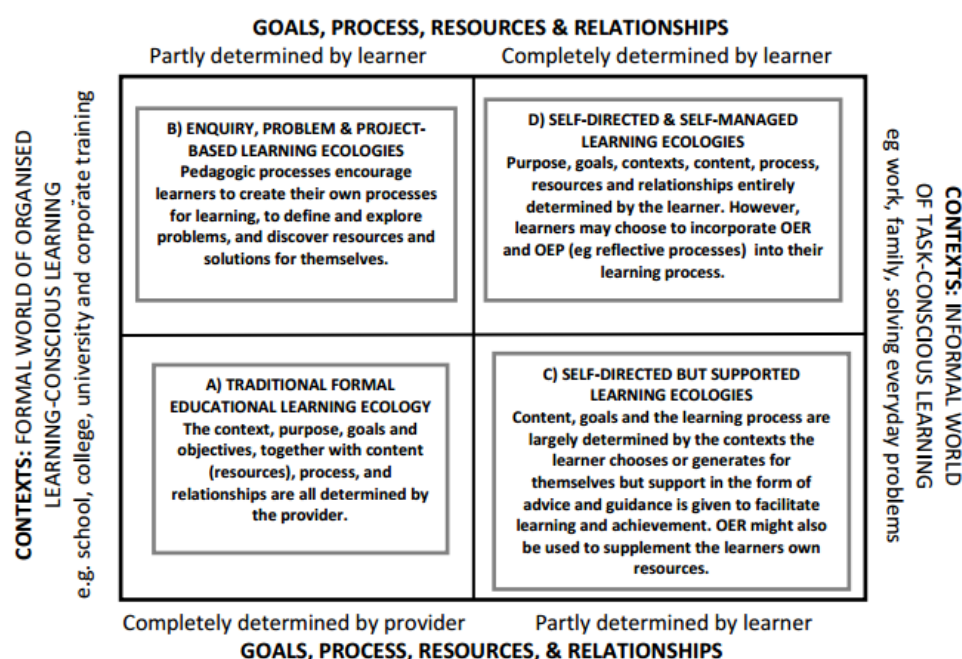 GOALS, PROCESS, RESOURCES & RELATIONSHIPS
Partly determined by learner
Completely determined by learner
CONTEXTS: FORMAL WORLD OF ORGANISED
LEARNING-CONSCIOUS LEARNING
e.g. school, college, university and corporate training
B) ENQUIRY, PROBLEM & PROJECT-
BASED LEARNING ECOLOGIES
Pedagogic processes encourage
learners to create their own processes
for learning, to define and explore
problems, and discover resources and
solutions for themselves.
D) SELF-DIRECTED & SELF-MANAGED
LEARNING ECOLOGIES
Purpose, goals, contexts, content, process,
resources and relationships entirely
determined by the learner. However,
learners may choose to incorporate OER
and OEP (eg reflective processes) into their
learning process.
A) TRADITIONAL FORMAL
EDUCATIONAL LEARNING ECOLOGY
The context, purpose, goals and
objectives, together with content
(resources), process, and
relationships are all determined by
the provider.
C) SELF-DIRECTED BUT SUPPORTED
LEARNING ECOLOGIES
Content, goals and the learning process are
largely determined by the contexts the
learner chooses or generates for
themselves but support in the form of
advice and guidance is given to facilitate
learning and achievement. OER might also
be used to supplement the learners own
resources.
CONTEXTS: INFORMAL WORLD
OF TASK-CONSCIOUS LEARNING
eg work, family, solving everyday problems
Completely determined by provider
Partly determined by learner
GOALS, PROCESS, RESOURCES, & RELATIONSHIPS